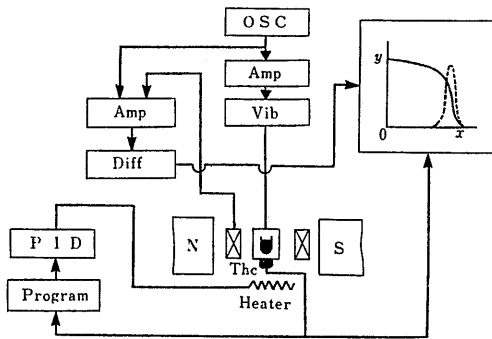 OSC
Amp
Vib
Amp
Diff
y
0
x
N
S
P I D
Thc
Program
Heater